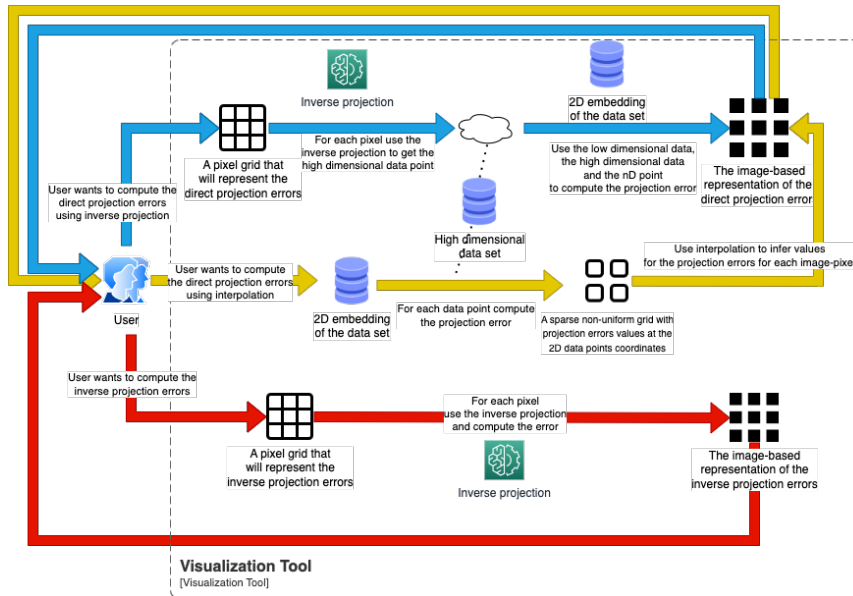 Inverse projection
2D embedding
of the data set
A pixel grid that
will represent the
direct projection errors
For each pixel use the
inverse projection to get the
high dimensional data point
Use the low dimensional data,
the high dimensional data
and the nD point
to compute the projection error
The image-based
representation of the
direct projection error
User wants to compute the
direct projection errors
using inverse projection
High dimensional
data set
Use interpolation to infer values
for the projection errors for each image-pixel
User wants to compute
the direct projection errors
using interpolation
User
2D embedding
of the data set
For each data point compute
the projection error
A sparse non-uniform grid with
projection errors values at the
2D data points coordinates
User wants to compute the
inverse projection errors
For each pixel
use the inverse projection
and compute the error
A pixel grid that
will represent the
inverse projection errors
Inverse projection
The image-based
representation of the
inverse projection errors
Visualization Tool
[Visualization Tool]